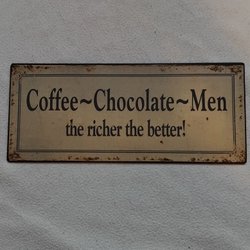 Coffee~Chocolate~Men
the richer the better!